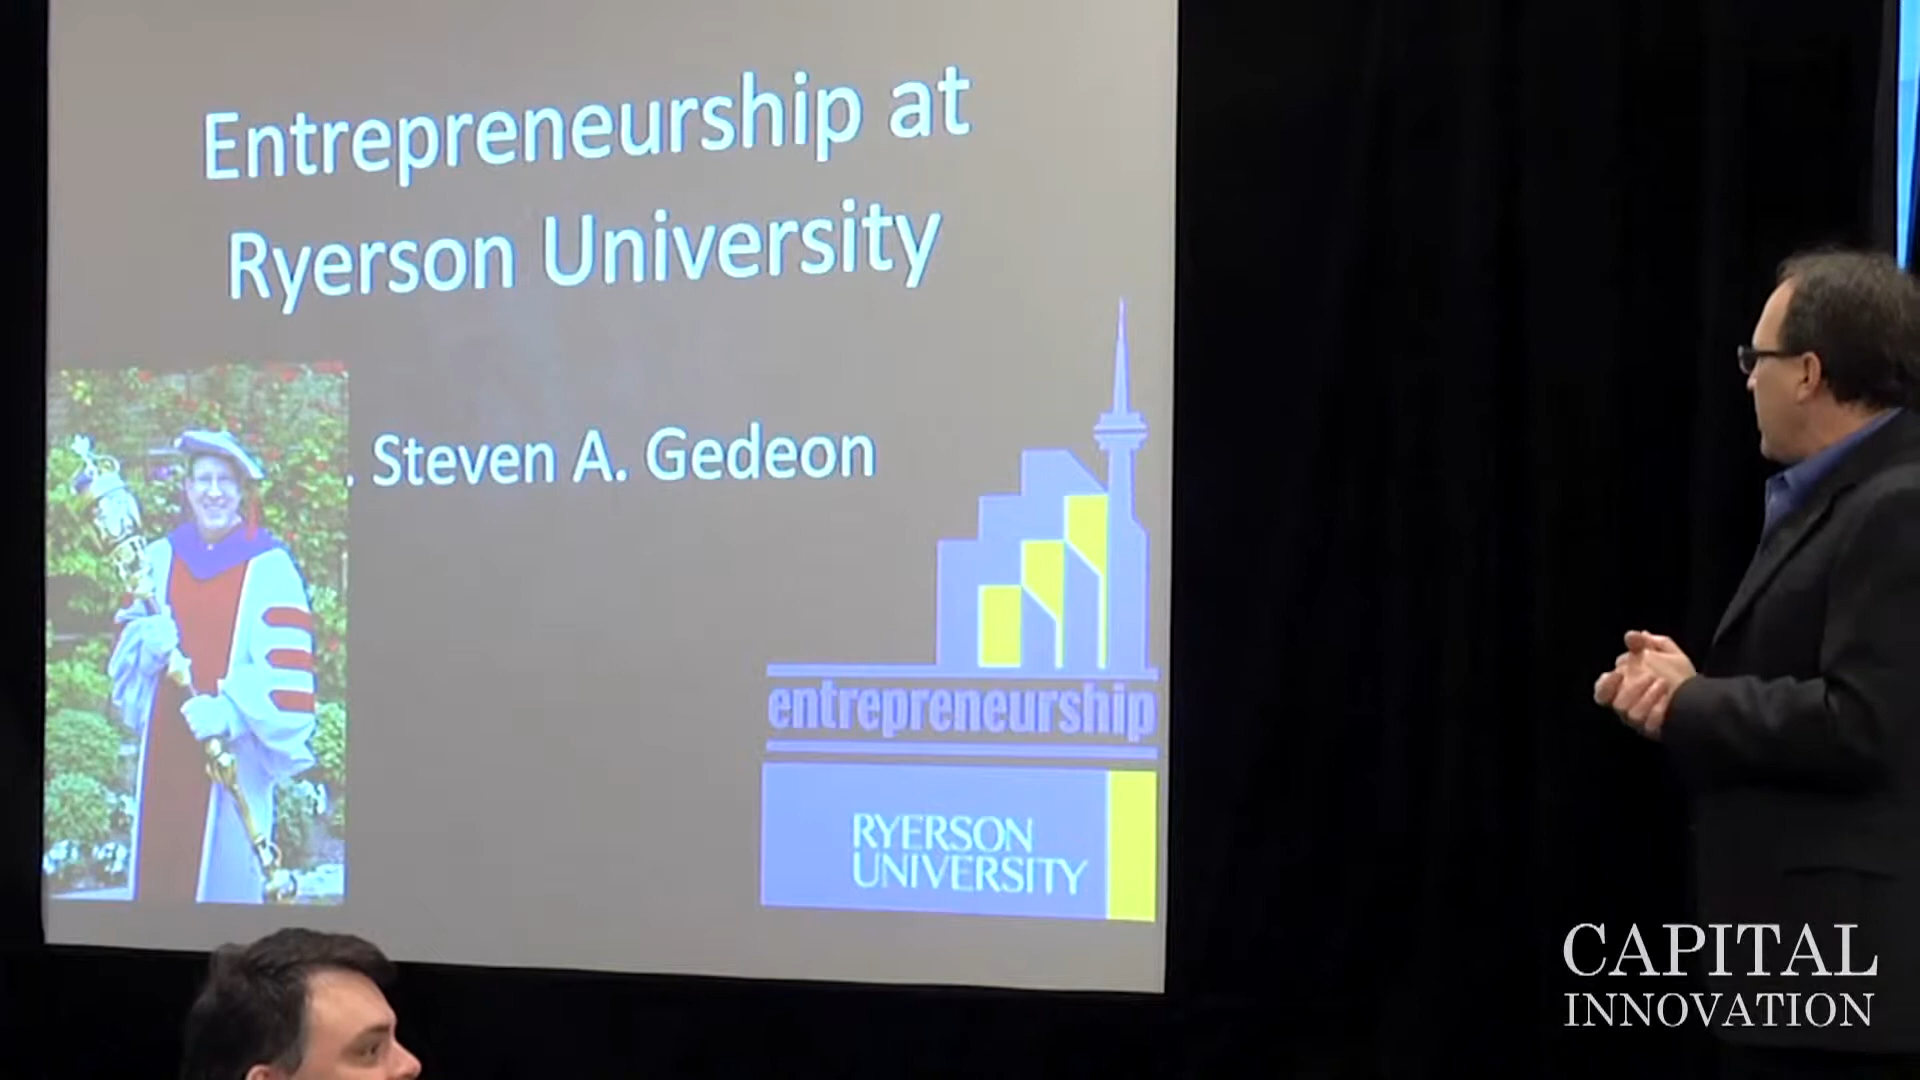 Entrepreneurship at
Ryerson University
. Steven A. Gedeon
entrepreneurship
RYERSON
UNIVERSITY
CAPITAL
INNOVATION